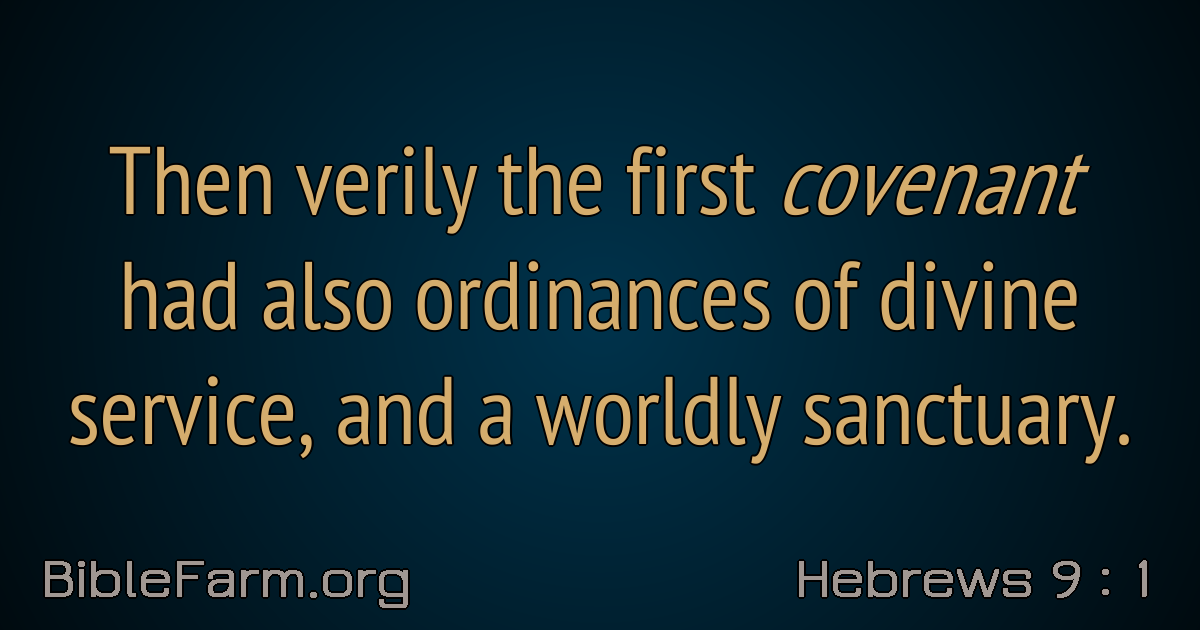 Then verily the first covenant
had also ordinances of divine
service, and a worldly sanctuary.
BibleFarm.org
Hebrews 9 : 1